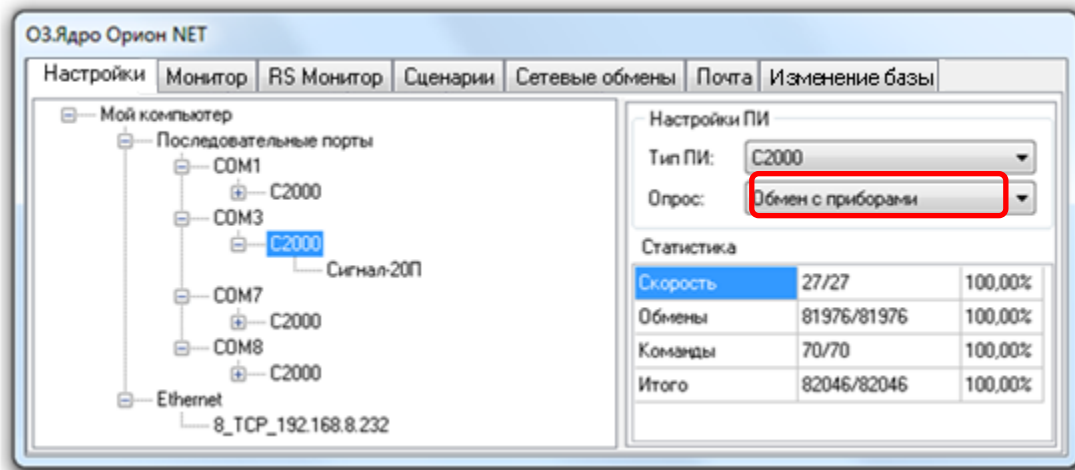 О3.Ядро Орион NET
Настройки Монитор RS Монитор Сценарии Сетевые обмены Почта Изменение базы
Мой компьютер
Последовательные порты
COM1
С2000
COM3
С2000
Сигнал-20П
COM7
С2000
COM8
С2000
Ethernet
8_TCP_192.168.8.232
Настройки ПИ
Тип ПИ: С2000
Опрос: Обмен с приборами
Статистика
Скорость 27/27 100,00%
Обмены 81976/81976 100,00%
Команды 70/70 100,00%
Итого 82046/82046 100,00%